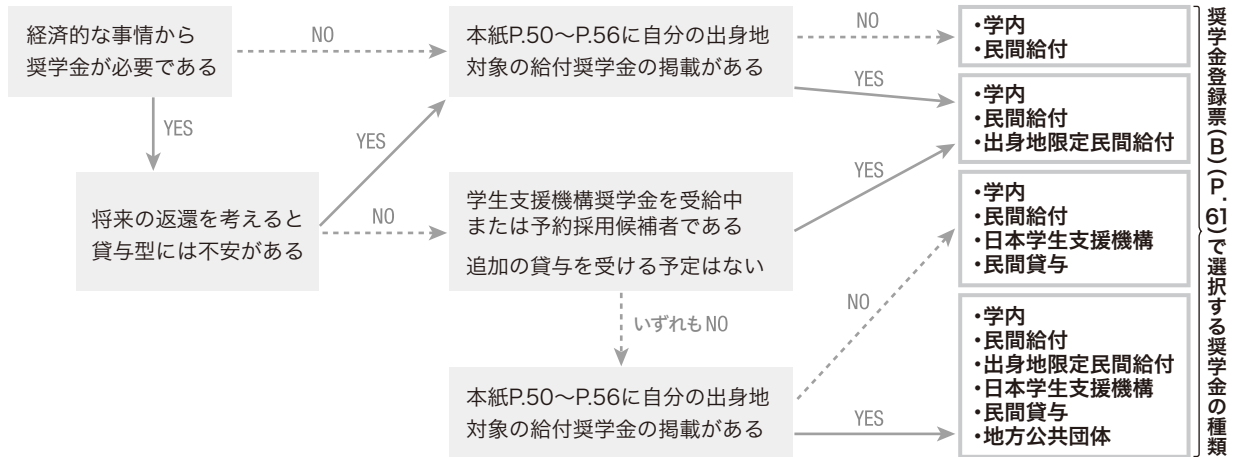 経済的な事情から
奨学金が必要である
NO
本紙P.50～P.56に自分の出身地
対象の給付奨学金の掲載がある
NO
・学内
・民間給付
YES
・学内
・民間給付
・出身地限定民間給付
YES
将来の返還を考えると
貸与型には不安がある
YES
NO
学生支援機構奨学金を受給中
または予約採用候補者である
追加の貸与を受ける予定はない
YES
・学内
・民間給付
・日本学生支援機構
・民間貸与
いずれも NO
本紙P.50～P.56に自分の出身地
対象の給付奨学金の掲載がある
NO
YES
・学内
・民間給付
・出身地限定民間給付
・日本学生支援機構
・民間貸与
・地方公共団体
奨学金登録票(B)(P.61)で選択する奨学金の種類